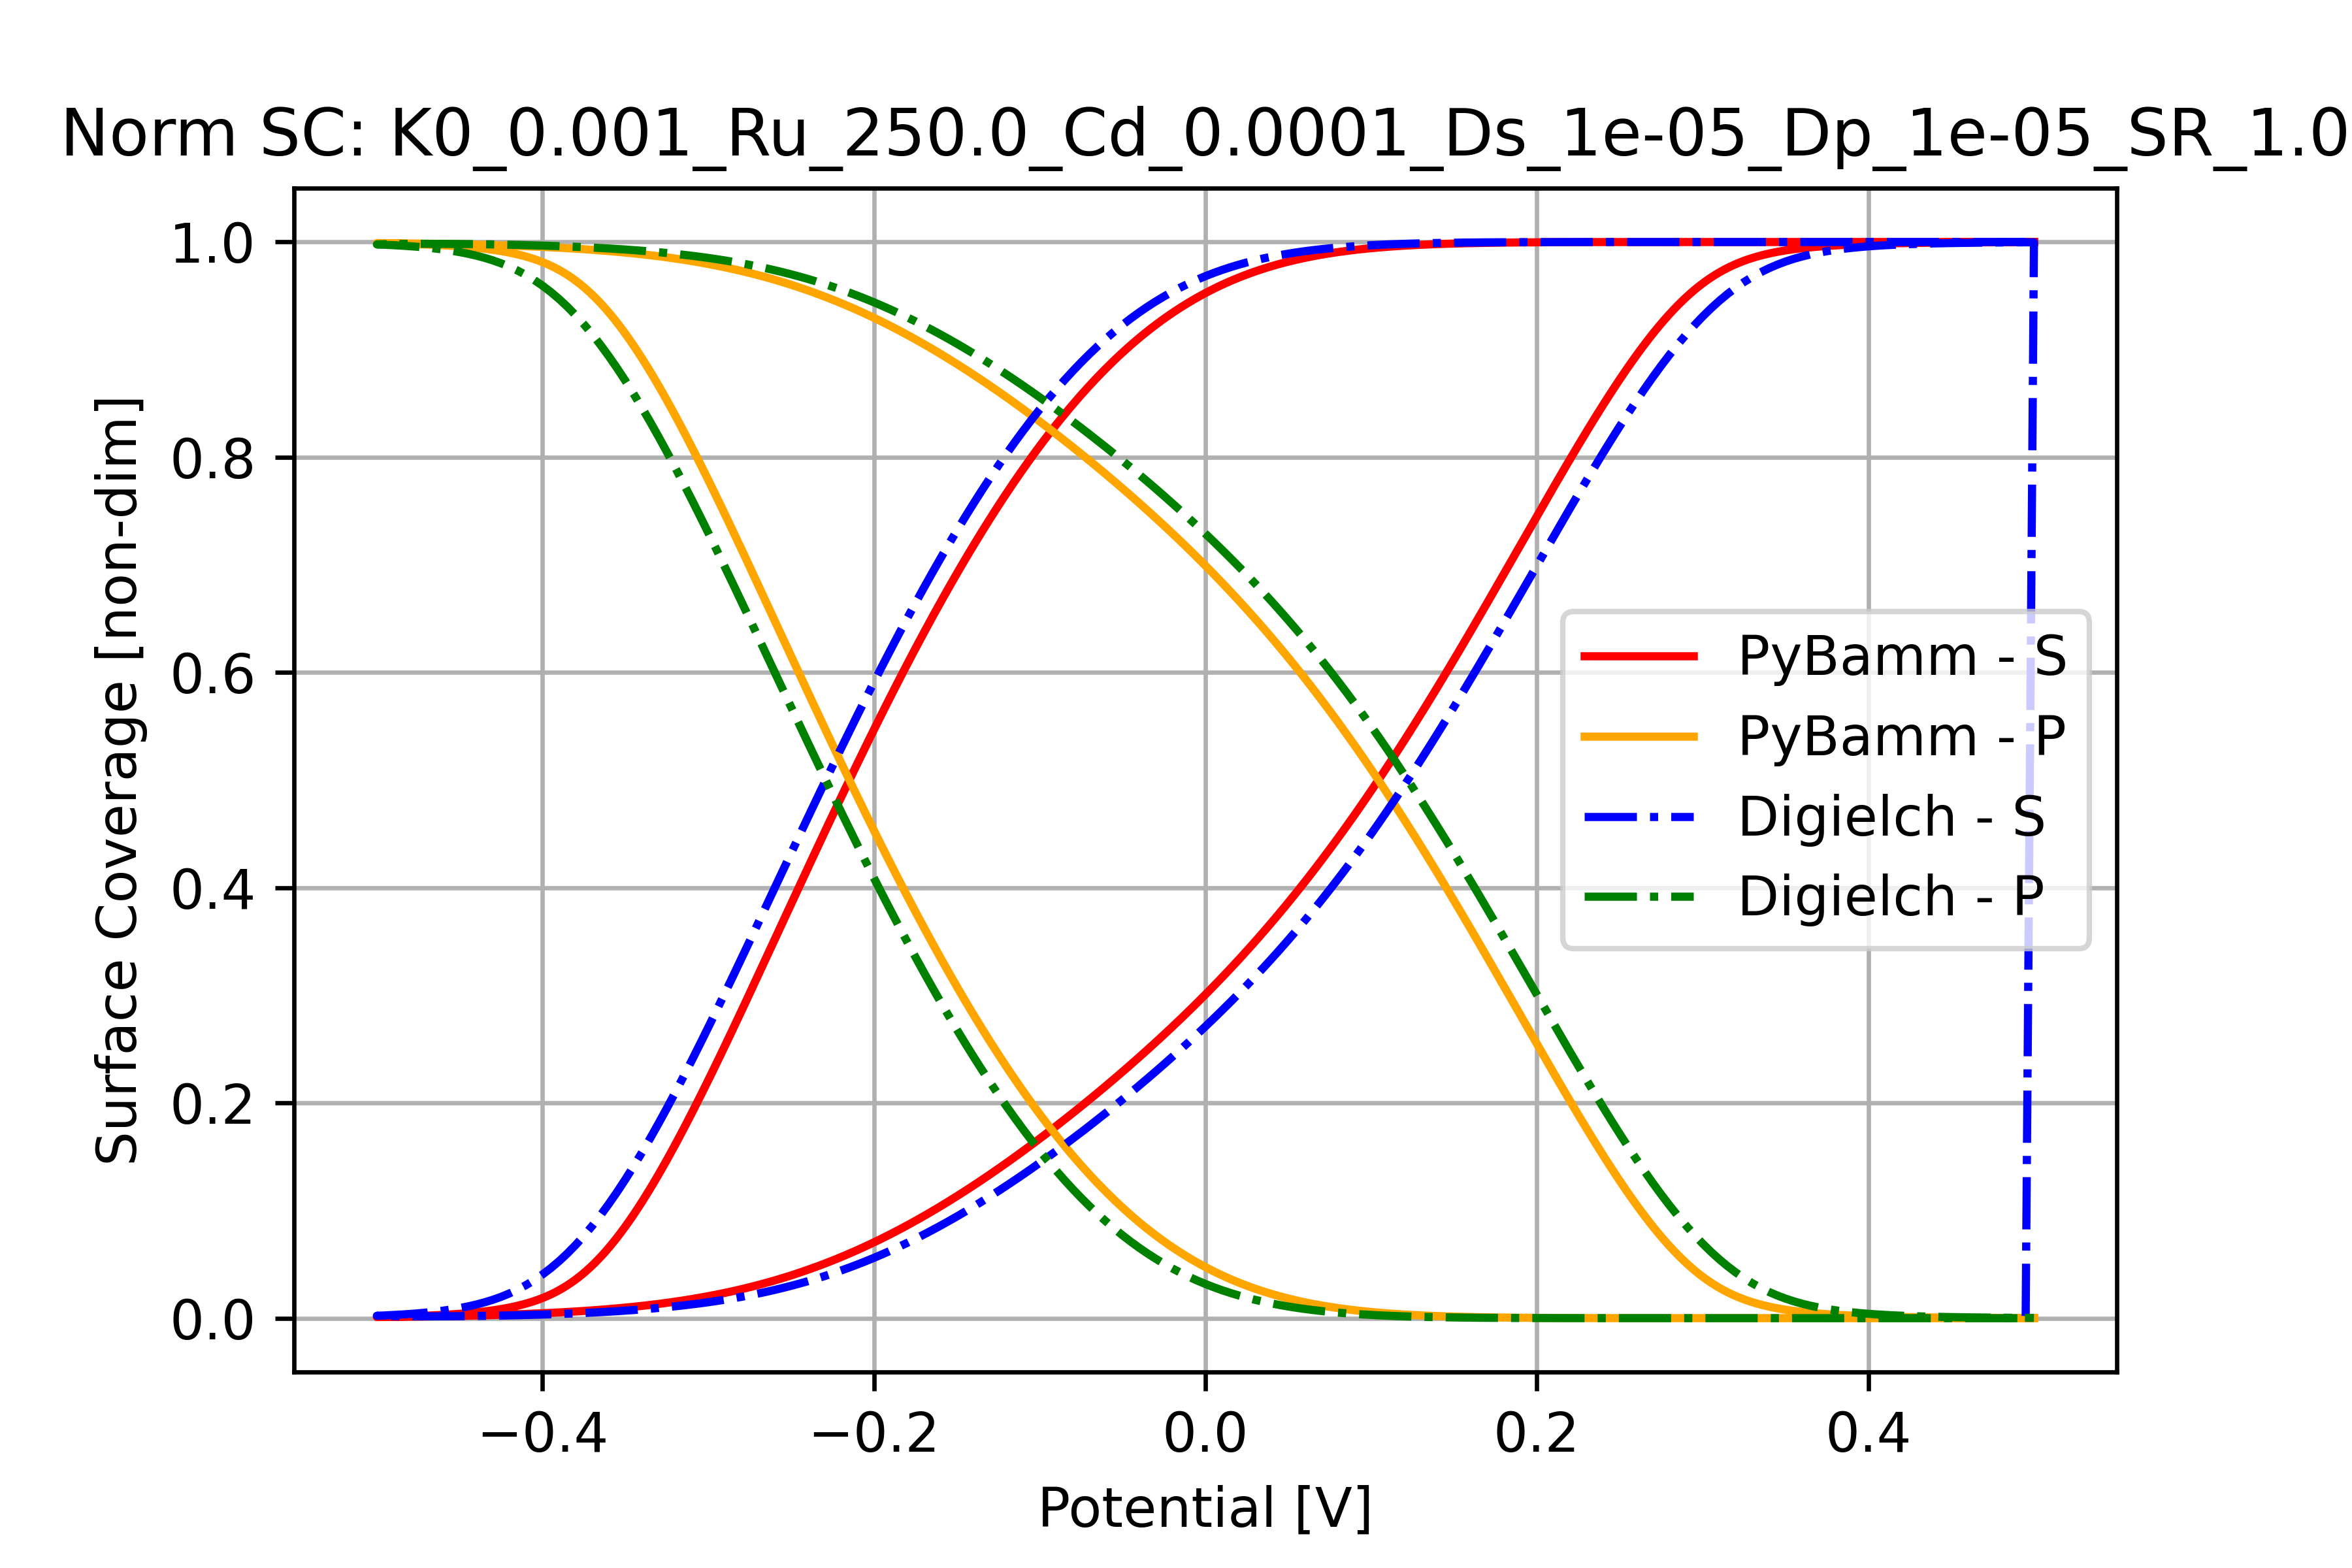 Norm SC: K0_0.001_Ru_250.0_Cd_0.0001_Ds_1e-05_Dp_1e-05_SR_1.0
Surface Coverage [non-dim]
1.0
0.8
0.6
0.4
0.2
0.0
PyBamm - S
PyBamm - P
Digielch - S
Digielch - P
−0.4
−0.2
0.0
0.2
0.4
Potential [V]